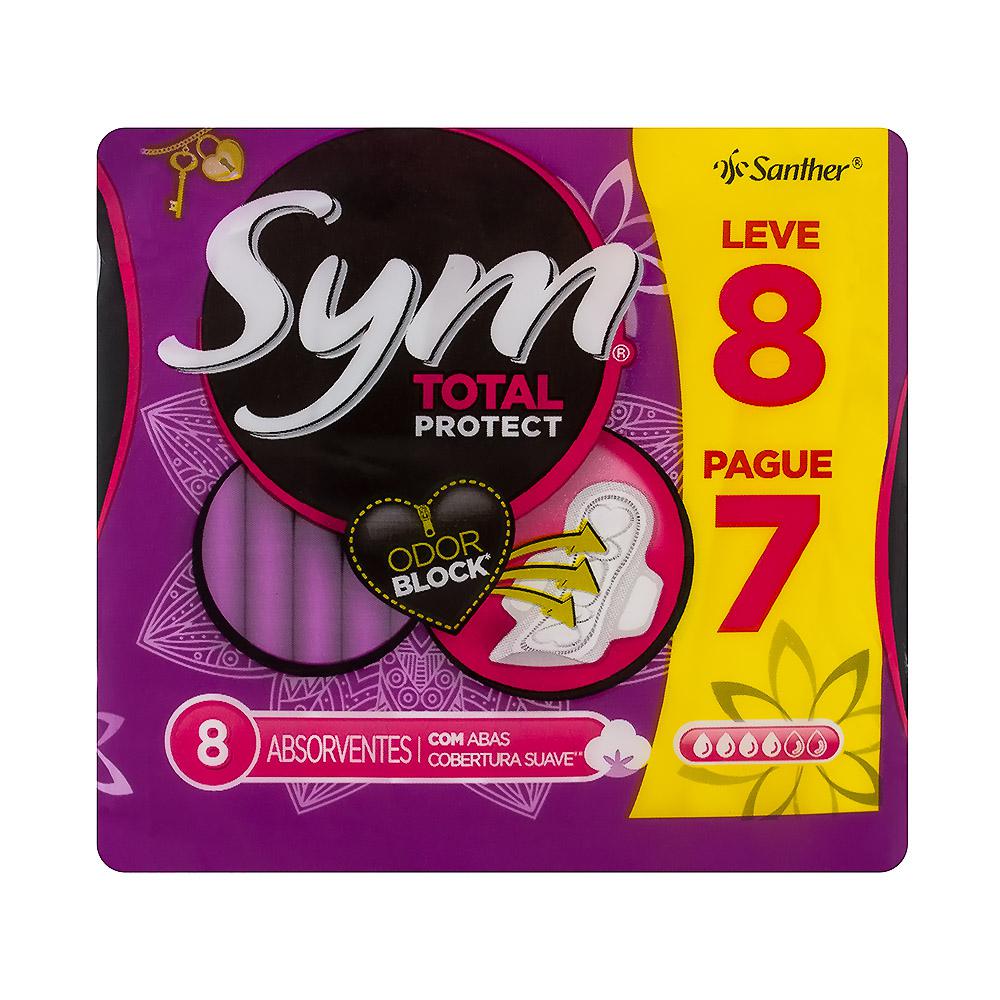 Santher®
Sym®
TOTAL
PROTECT
ODOR
BLOCK*
LEVE
8
PAGUE
7
8 ABSORVENTES | COM ABAS
COBERTURA SUAVE**